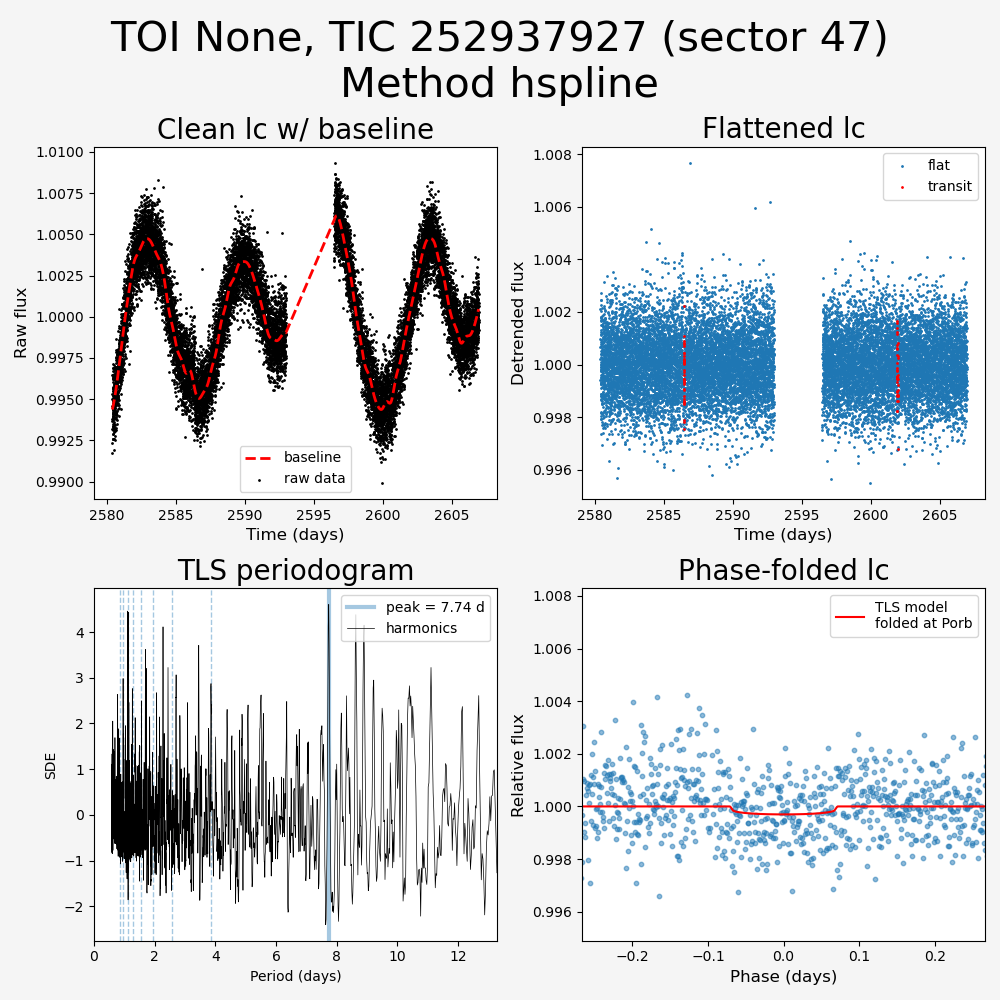 TOI None, TIC 252937927 (sector 47)
Method hspline
Clean lc w/ baseline
1.0100
1.0075
1.0050
1.0025
1.0000
0.9975
0.9950
0.9925
0.9900
Raw flux
baseline
raw data
2580
2585
2590
2595
2600
2605
Time (days)
Flattened lc
1.008
1.006
1.004
1.002
1.000
0.998
0.996
Detrended flux
flat
transit
2580
2585
2590
2595
2600
2605
Time (days)
TLS periodogram
4
3
2
1
0
−1
−2
SDE
peak = 7.74 d
harmonics
0
2
4
6
8
10
12
Period (days)
Phase-folded lc
1.008
1.006
1.004
1.002
1.000
0.998
0.996
Relative flux
TLS model
folded at Porb
−0.2
−0.1
0.0
0.1
0.2
Phase (days)